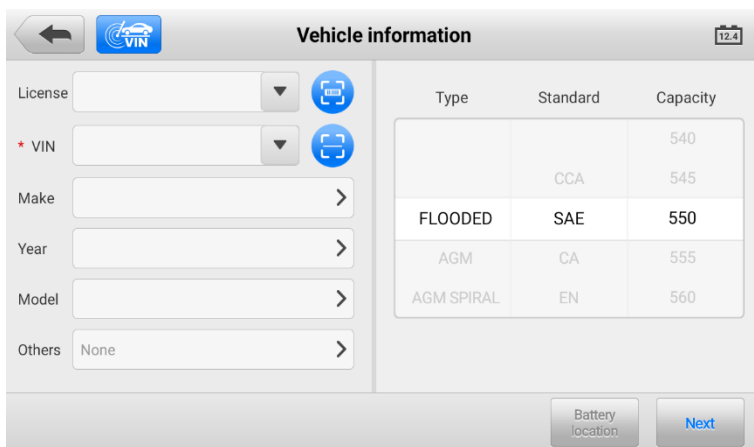 VIN
Vehicle information
12.4
License
* VIN
Make
Year
Model
Others None
Type Standard Capacity
540
CCA 545
FLOODED SAE 550
AGM CA 555
AGM SPIRAL EN 560
Battery
location
Next